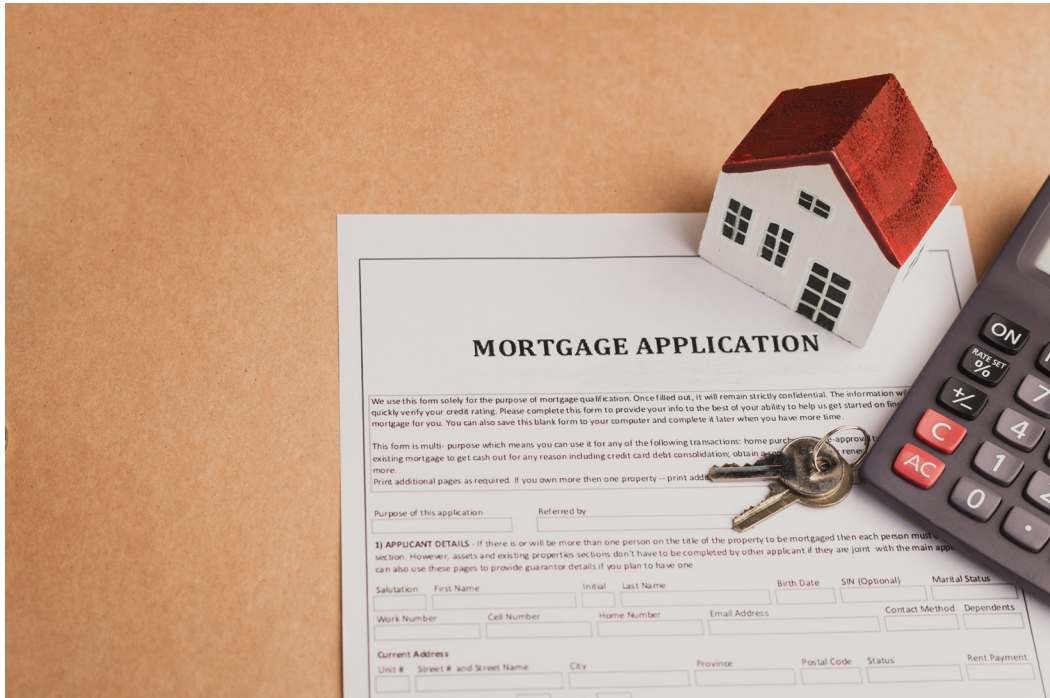 MORTGAGE APPLICATION
We use this form solely for the purpose of mortgage qualification. Once filled out, it will remain strictly confidential. The information will
quickly verify your credit rating. Please complete this form to provide your info to the best of your ability to help us get started on
mortgage for you. You can also save this blank form to your computer and complete it later when you have more time.
This form is multi- purpose which means you can use it for any of the following transactions: home
existing mortgage to get cash out for any reason including credit card debt consolidation; obtain a
more.
Print additional pages as required. If you own more then one property -- print
Purpose of this application Referred by
1) APPLICANT DETAILS - If there is or will be more than one person on the title of the property to be mortgaged then each person must
section. However, assets and existing properties sections don't have to be completed by other applicant if they are joint with the main
can also use these pages to provide guarantor details if you plan to have one
Salutation First Name Initial Last Name Birth Date SIN (Optional) Marital Status
Work Number Cell Number Home Number Email Address Contact Method Dependents
Current Address
Unit # Street # and Street Name City Province Postal Code Status Rent Payment
ON
RATE SET
%
+/-
7
C
4
AC
1
0
.